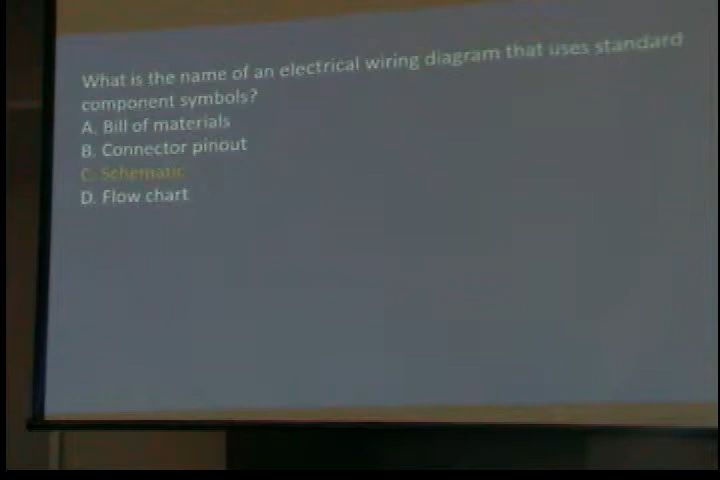 What is the name of an electrical wiring diagram that uses standard
component symbols?
A. Bill of materials
B. Connector pinout
C. Schematic
D. Flow chart